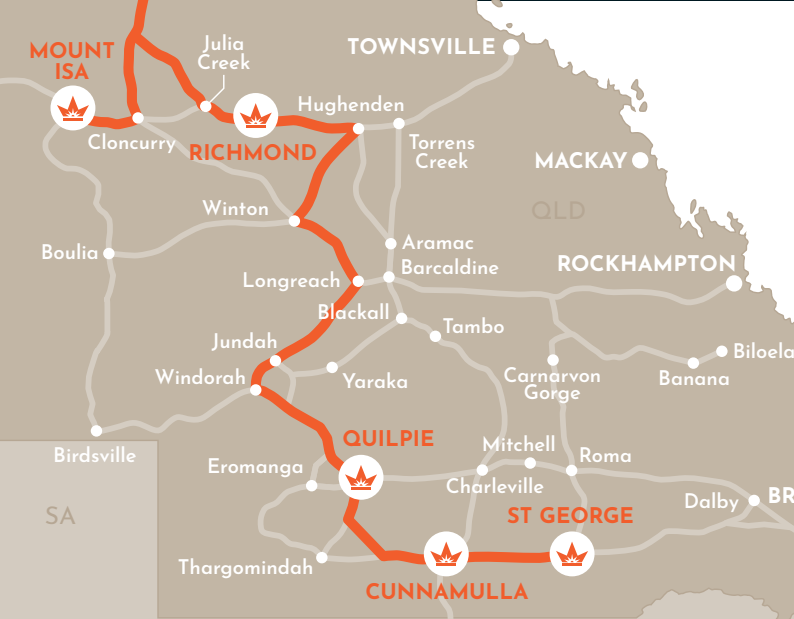 Julia
Creek
TOWNSVILLE
MOUNT
ISA
Hughenden
Cloncurry
RICHMOND
Torrens
Creek
MACKAY
Winton
QLD
Boulia
Aramac
Barcaldine
ROCKHAMPTON
Longreach
Blackall
Tambo
Jundah
Biloela
Windorah
Yaraka
Carnarvon
Gorge
Banana
QUILPIE
Mitchell
Birdsville
Eromanga
Roma
Charleville
SA
ST GEORGE
Dalby
BR
Thargomindah
CUNNAMULLA